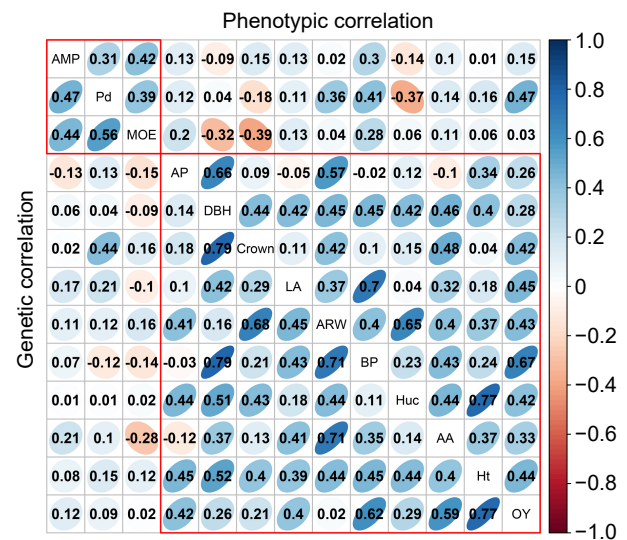 Phenotypic correlation
Genetic correlation
AMP 0.31 0.42 0.13 -0.09 0.15 0.13 0.02 0.3 -0.14 0.1 0.01 0.15
0.47 Pd 0.39 0.12 0.04 -0.18 0.11 0.36 0.41 -0.37 0.14 0.16 0.47
0.44 0.56 MOE 0.2 -0.32 -0.39 0.13 0.04 0.28 0.06 0.11 0.06 0.03
-0.13 0.13 -0.15 AP 0.66 0.09 -0.05 0.57 -0.02 0.12 -0.1 0.34 0.26
0.06 0.04 -0.09 0.14 DBH 0.44 0.42 0.45 0.45 0.42 0.46 0.4 0.28
0.02 0.44 0.16 0.18 0.79 Crown 0.11 0.42 0.1 0.15 0.48 0.04 0.42
0.17 0.21 -0.1 0.1 0.42 0.29 LA 0.37 0.7 0.04 0.32 0.18 0.45
0.11 0.12 0.16 0.41 0.16 0.68 0.45 ARW 0.4 0.65 0.4 0.37 0.43
0.07 -0.12 -0.14 -0.03 0.79 0.21 0.43 0.71 BP 0.23 0.43 0.24 0.67
0.01 0.01 0.02 0.44 0.51 0.43 0.18 0.44 0.11 Huc 0.44 0.77 0.42
0.21 0.1 -0.28 -0.12 0.37 0.13 0.41 0.71 0.35 0.14 AA 0.37 0.33
0.08 0.15 0.12 0.45 0.52 0.4 0.39 0.44 0.45 0.44 0.4 Ht 0.44
0.12 0.09 0.02 0.42 0.26 0.21 0.4 0.02 0.62 0.29 0.59 0.77 OY
1.0
0.8
0.6
0.4
0.2
0
−0.2
−0.4
−0.6
−0.8
−1.0